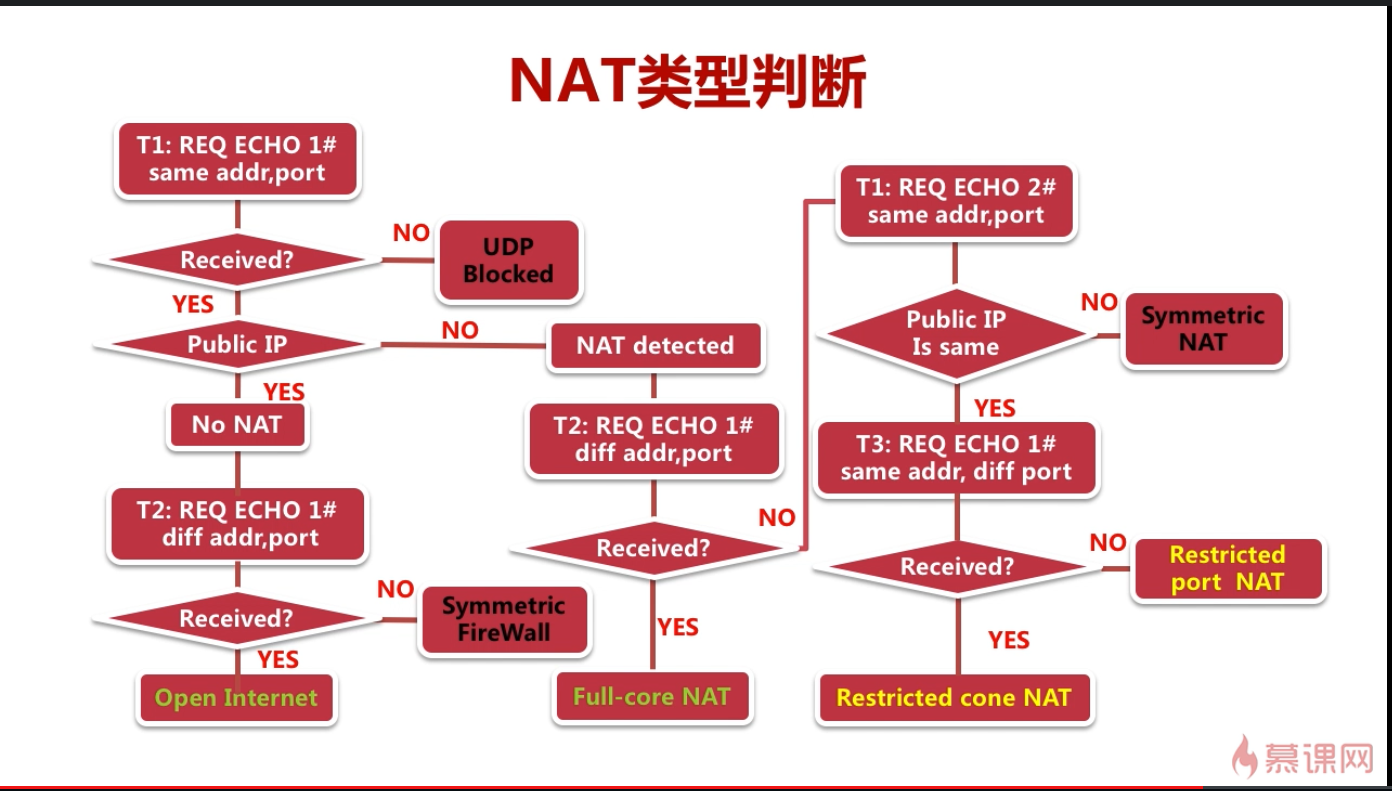 NAT类型判断
T1: REQ ECHO 1#
same addr,port
Received?
NO
UDP
Blocked
YES
Public IP
NO
NAT detected
YES
No NAT
T2: REQ ECHO 1#
diff addr,port
Received?
NO
Symmetric
FireWall
YES
Open Internet
T2: REQ ECHO 1#
diff addr,port
Received?
NO
YES
Full-core NAT
T1: REQ ECHO 2#
same addr,port
Public IP
Is same
NO
Symmetric
NAT
YES
T3: REQ ECHO 1#
same addr, diff port
Received?
NO
Restricted
port NAT
YES
Restricted cone NAT
慕课网